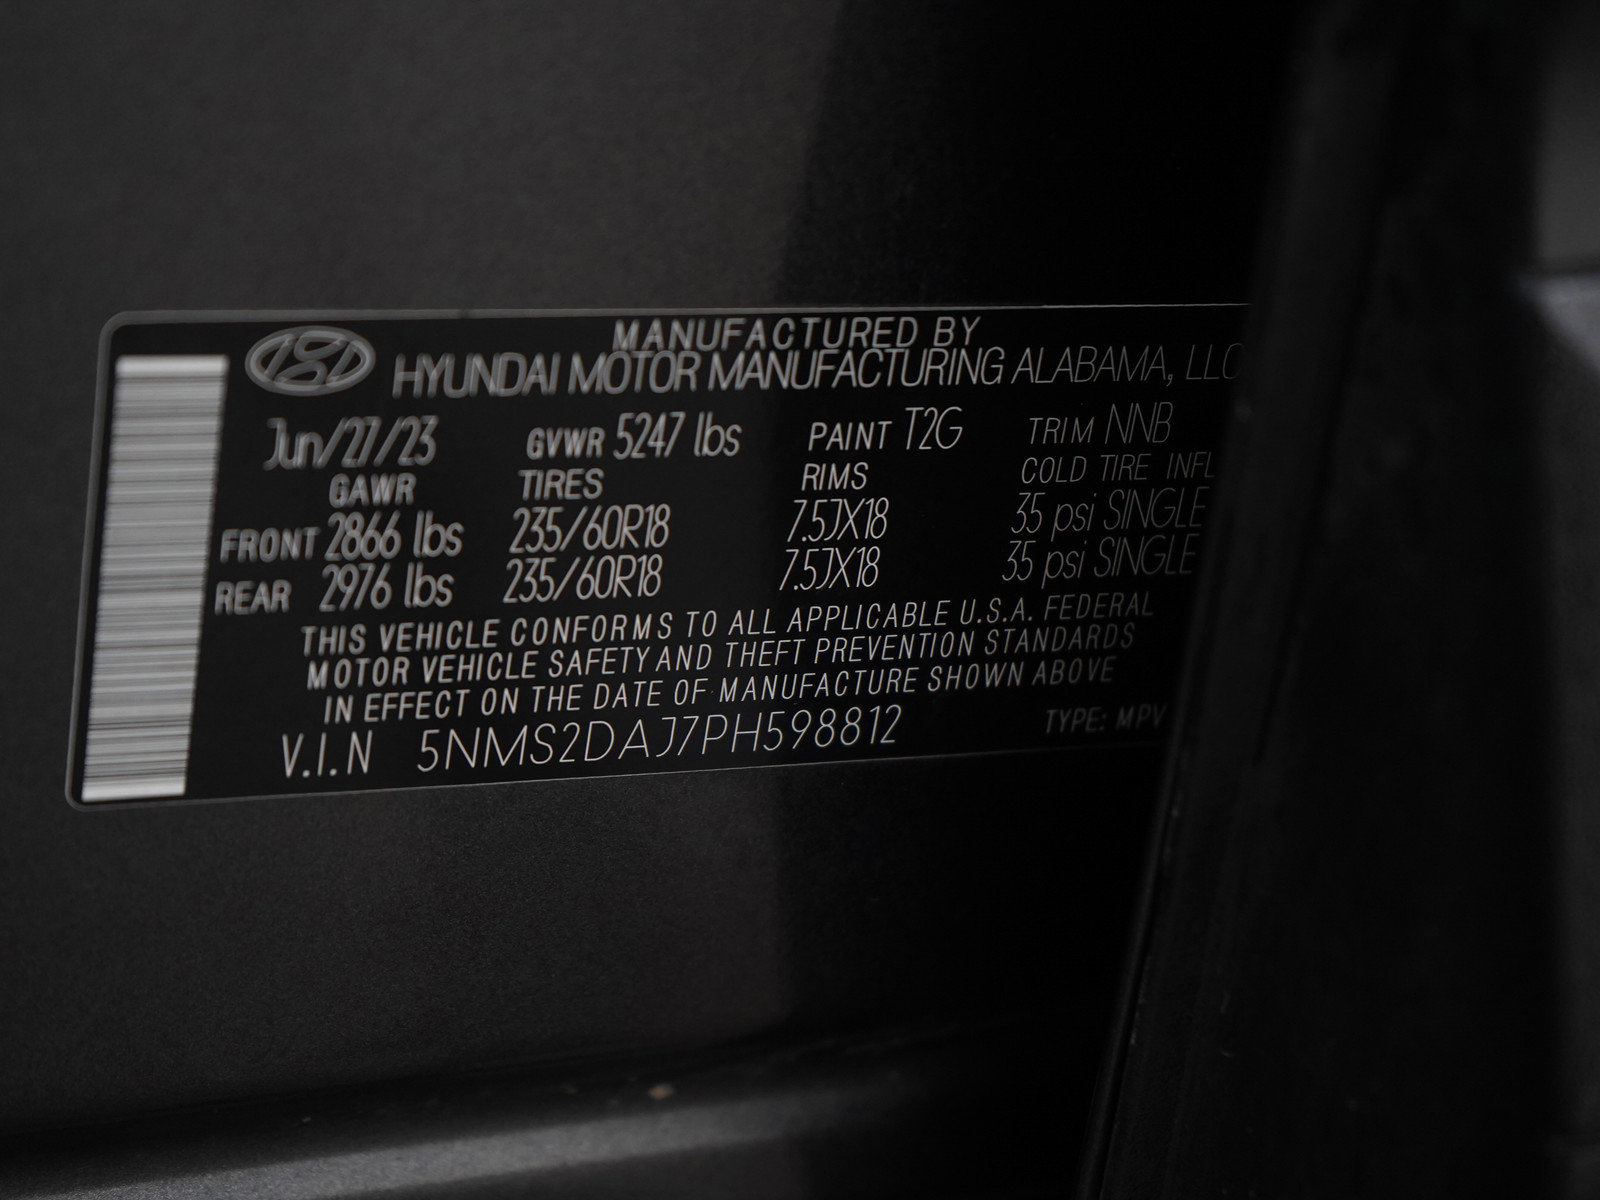 MANUFACTURED BY
HYUNDAI MOTOR MANUFACTURING ALABAMA, LLC
Jun/27/23 GVWR 5247 lbs PAINT T2G TRIM NNB
GAWR TIRES RIMS COLD TIRE INFL
FRONT 2866 lbs 235/60R18 7.5JX18 35 psi SINGLE
REAR 2976 lbs 235/60R18 7.5JX18 35 psi SINGLE
THIS VEHICLE CONFORMS TO ALL APPLICABLE U.S.A. FEDERAL
MOTOR VEHICLE SAFETY AND THEFT PREVENTION STANDARDS
IN EFFECT ON THE DATE OF MANUFACTURE SHOWN ABOVE
V.I.N 5NMS2DAJ7PH598812 TYPE: MPV